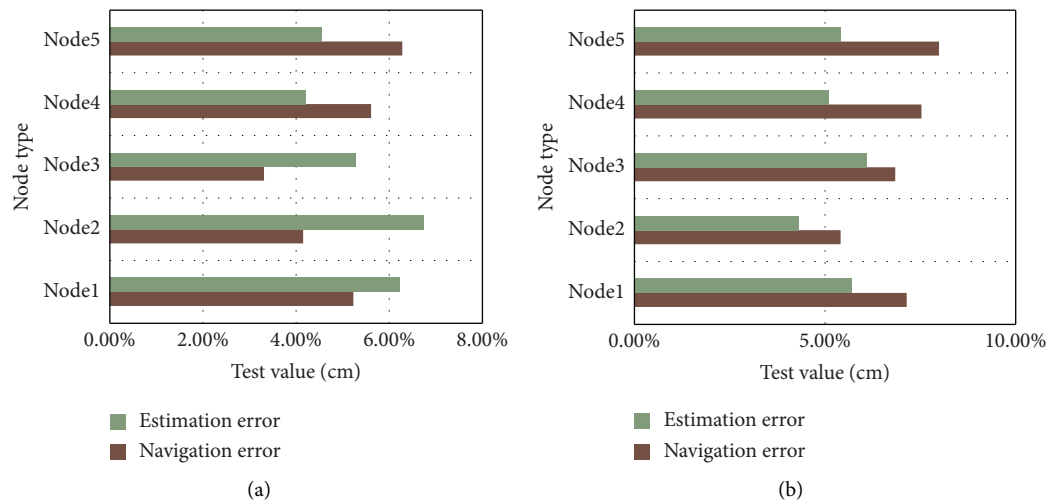 Node5
Node4
Node3
Node2
Node1
Node type
0.00%
2.00%
4.00%
6.00%
8.00%
Test value (cm)
Estimation error
Navigation error
(a)
Node5
Node4
Node3
Node2
Node1
Node type
0.00%
5.00%
10.00%
Test value (cm)
Estimation error
Navigation error
(b)